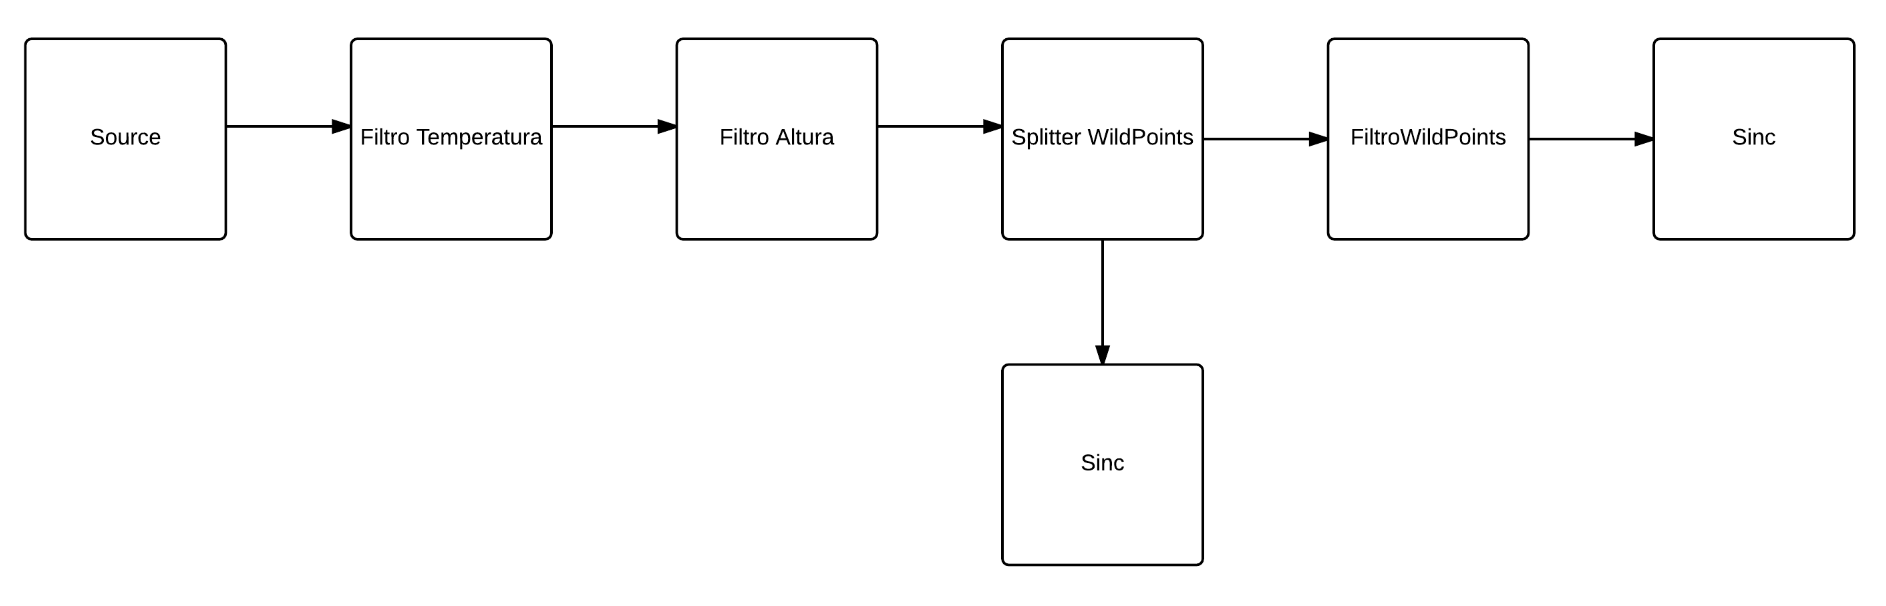 Source
Filtro Temperatura
Filtro Altura
Splitter WildPoints
FiltroWildPoints
Sinc
Sinc